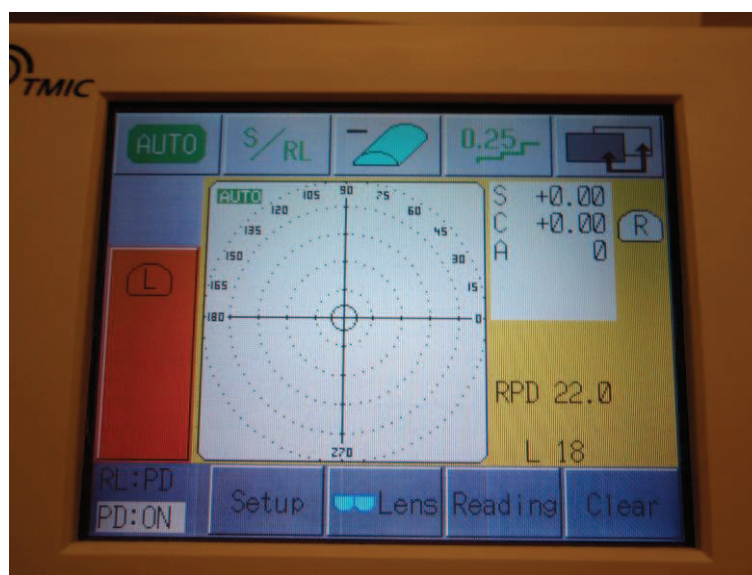 TMIC
AUTO S/RL 0.25
AUTO
105 90 75
120 60
135 45
150 30
165 15
180 0
270
S +0.00
C +0.00
A 0
R
L
RPD 22.0
L 18
RL:PD
PD:ON
Setup Lens Reading Clear